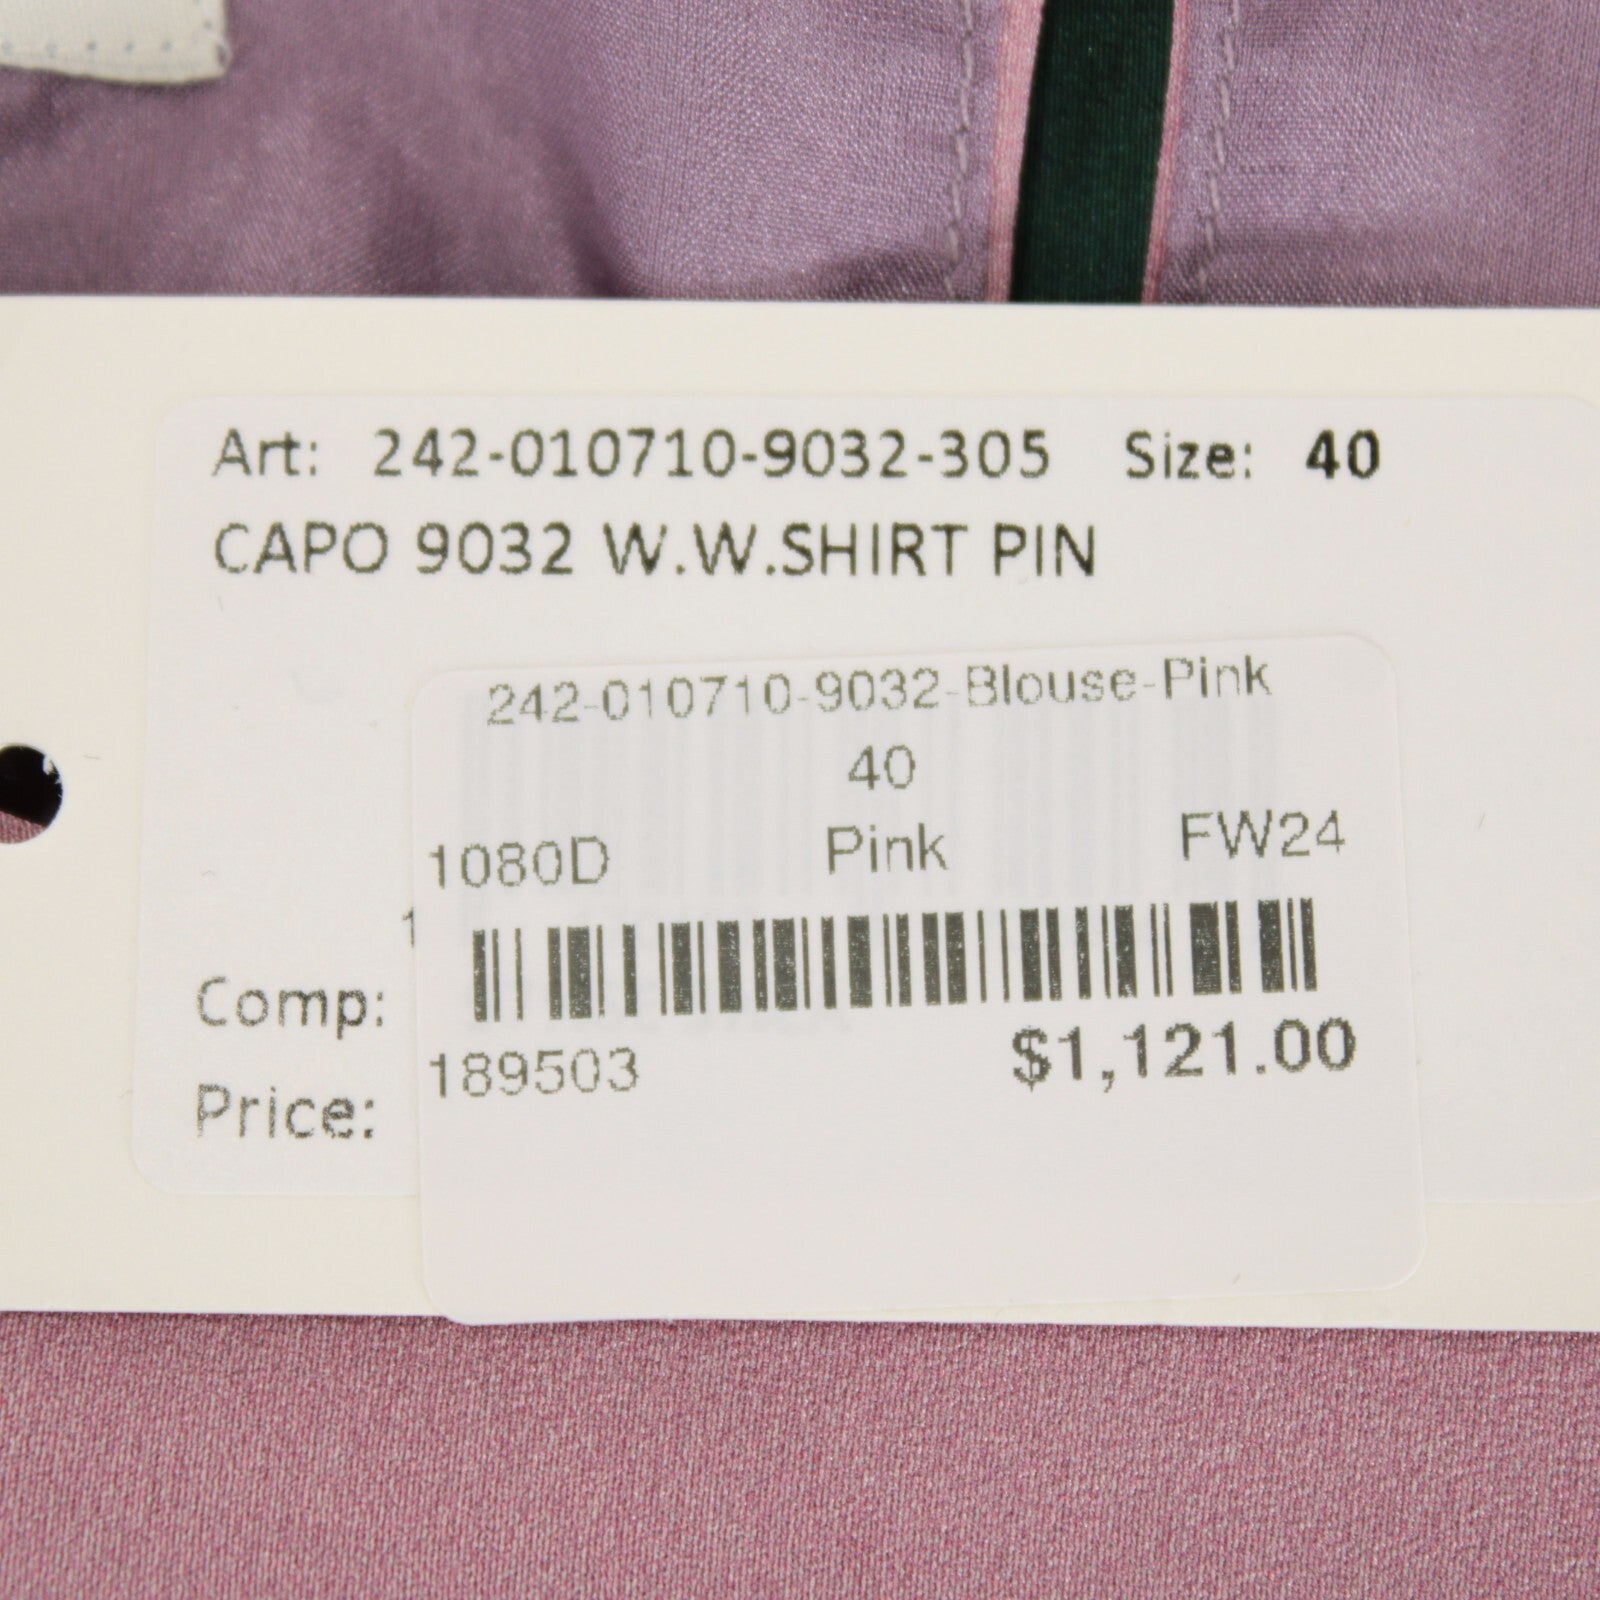 Art: 242-010710-9032-305 Size: 40
CAPO 9032 W.W.SHIRT PIN
242-010710-9032-Blouse-Pink
40
1080D Pink FW24
Comp:
189503 $1,121.00
Price: